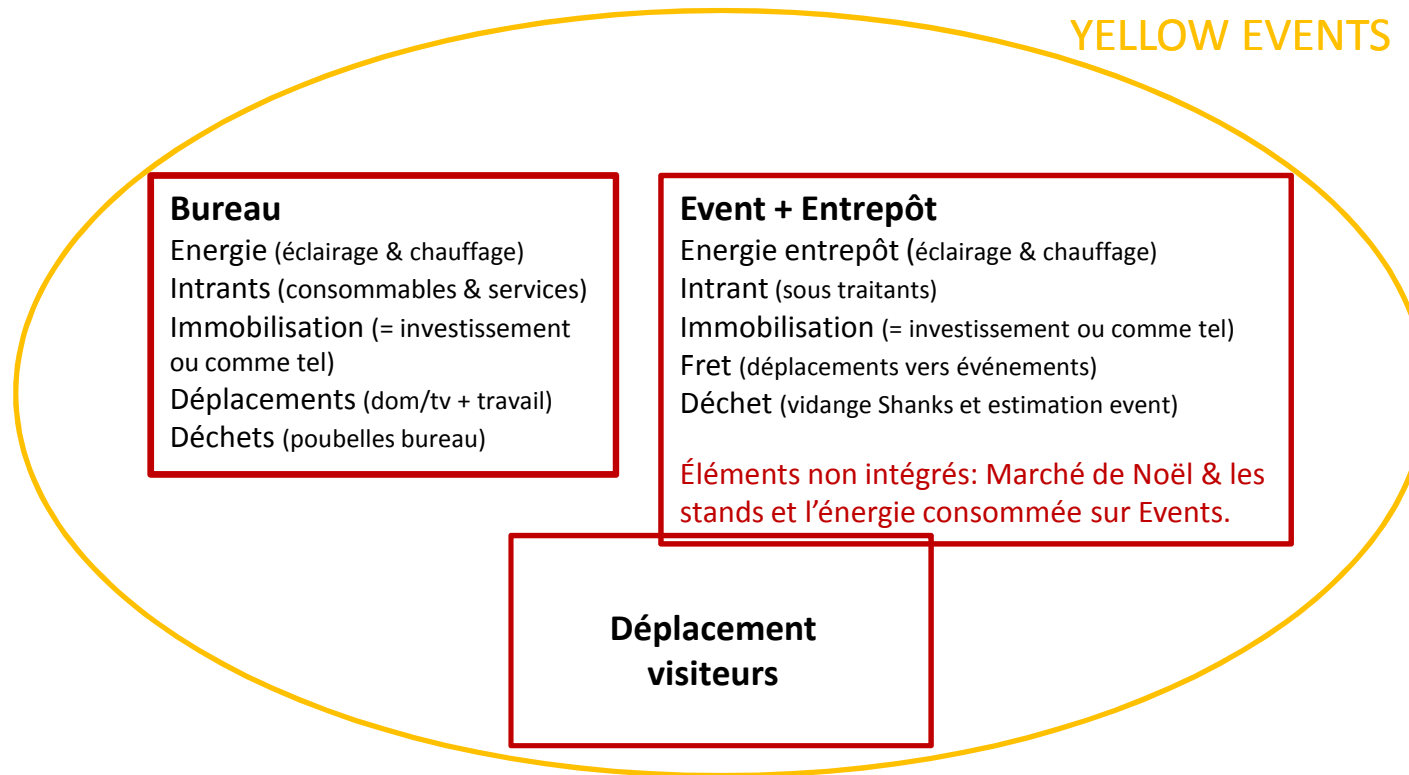 YELLOW EVENTS
Bureau
Energie (éclairage & chauffage)
Intrants (consommables & services)
Immobilisation (= investissement
ou comme tel)
Déplacements (dom/tv + travail)
Déchets (poubelles bureau)
Event + Entrepôt
Energie entrepôt (éclairage & chauffage)
Intrant (sous traitants)
Immobilisation (= investissement ou comme tel)
Fret (déplacements vers événements)
Déchet (vidange Shanks et estimation event)
Éléments non intégrés: Marché de Noël & les
stands et l’énergie consommée sur Events.
Déplacement
visiteurs